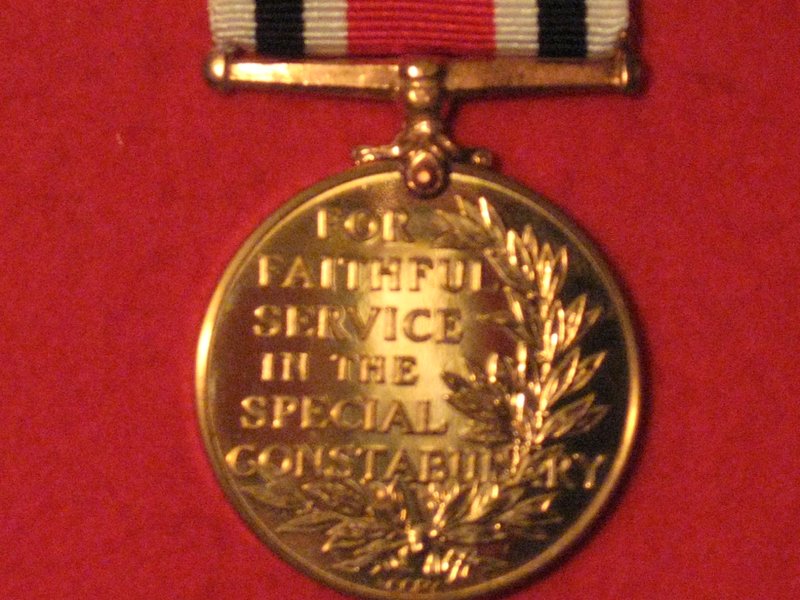 FOR
FAITHFUL
SERVICE
IN THE
SPECIAL
CONSTABULARY